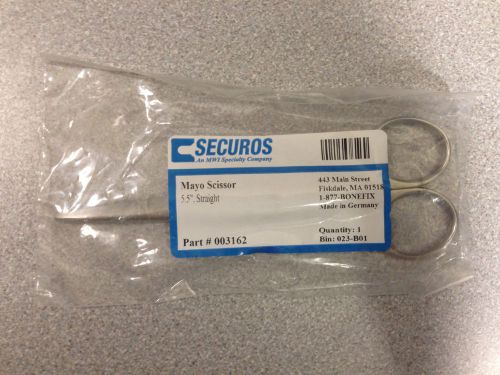 SECUROS
An MWI Specialty Company
Mayo Scissor
5.5", Straight
Part # 003162
443 Main Street
Fiskdale, MA 01518
1-877-BONEFIX
Made in Germany
Quantity: 1
Bin: 023-B01